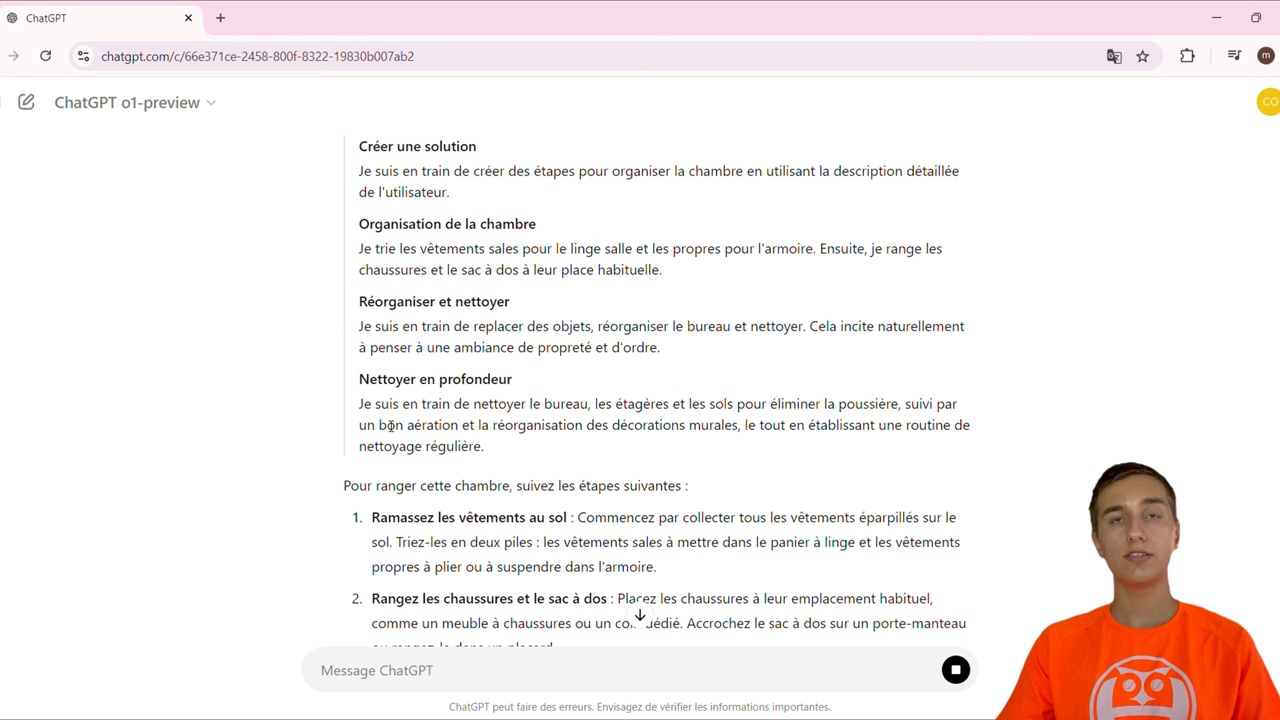 ChatGPT
chatgpt.com/c/66e371ce-2458-800f-8322-19830b007ab2
m
ChatGPT o1-preview
CO
Créer une solution
Je suis en train de créer des étapes pour organiser la chambre en utilisant la description détaillée
de l'utilisateur.
Organisation de la chambre
Je trie les vêtements sales pour le linge salle et les propres pour l'armoire. Ensuite, je range les
chaussures et le sac à dos à leur place habituelle.
Réorganiser et nettoyer
Je suis en train de replacer des objets, réorganiser le bureau et nettoyer. Cela incite naturellement
à penser à une ambiance de propreté et d'ordre.
Nettoyer en profondeur
Je suis en train de nettoyer le bureau, les étagères et les sols pour éliminer la poussière, suivi par
un bon aération et la réorganisation des décorations murales, le tout en établissant une routine de
nettoyage régulière.
Pour ranger cette chambre, suivez les étapes suivantes :
1. Ramassez les vêtements au sol : Commencez par collecter tous les vêtements éparpillés sur le
sol. Triez-les en deux piles : les vêtements sales à mettre dans le panier à linge et les vêtements
propres à plier ou à suspendre dans l'armoire.
2. Rangez les chaussures et le sac à dos : Placez les chaussures à leur emplacement habituel,
comme un meuble à chaussures ou un dédié. Accrochez le sac à dos sur un porte-manteau
ou rangez-le dans un placard.
Message ChatGPT
ChatGPT peut faire des erreurs. Envisagez de vérifier les informations importantes.